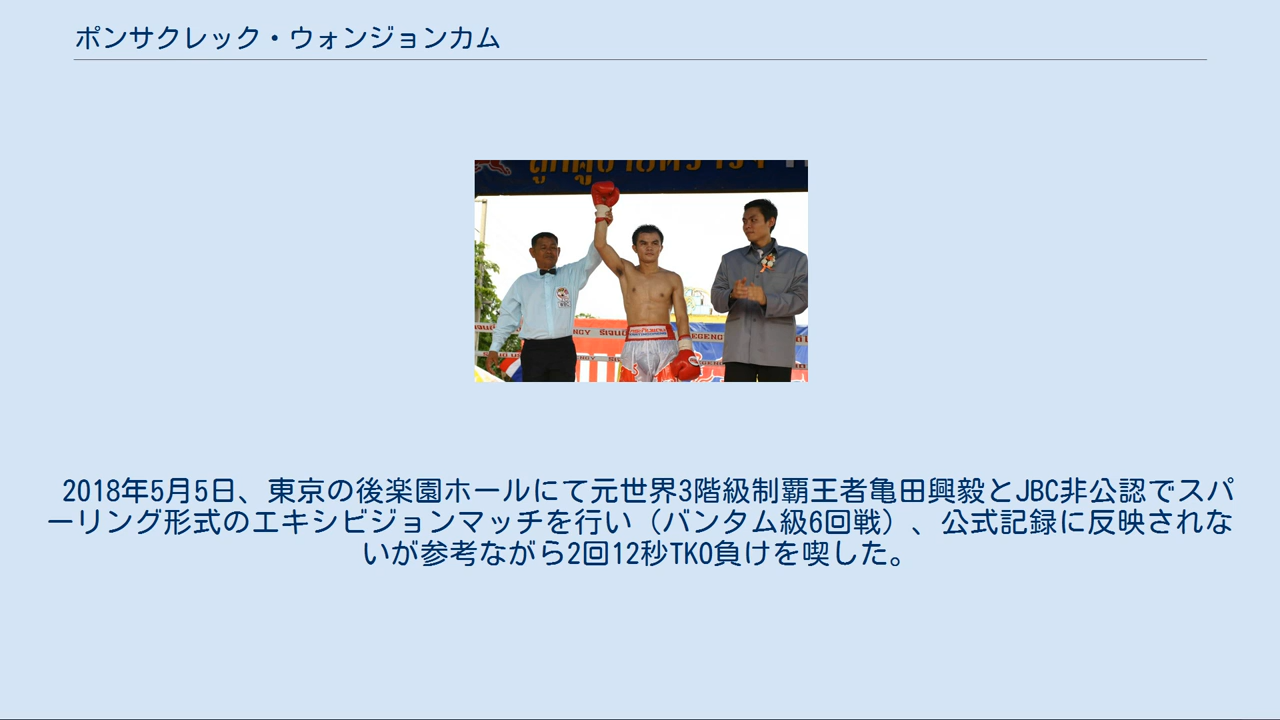 ポンサクレック・ウォンジョンカム
2018年5月5日、東京の後楽園ホールにて元世界3階級制覇王者亀田興毅とJBC非公認でスパ
ーリング形式のエキシビジョンマッチを行い（バンタム級6回戦）、公式記録に反映されな
いが参考ながら2回12秒TKO負けを喫した。